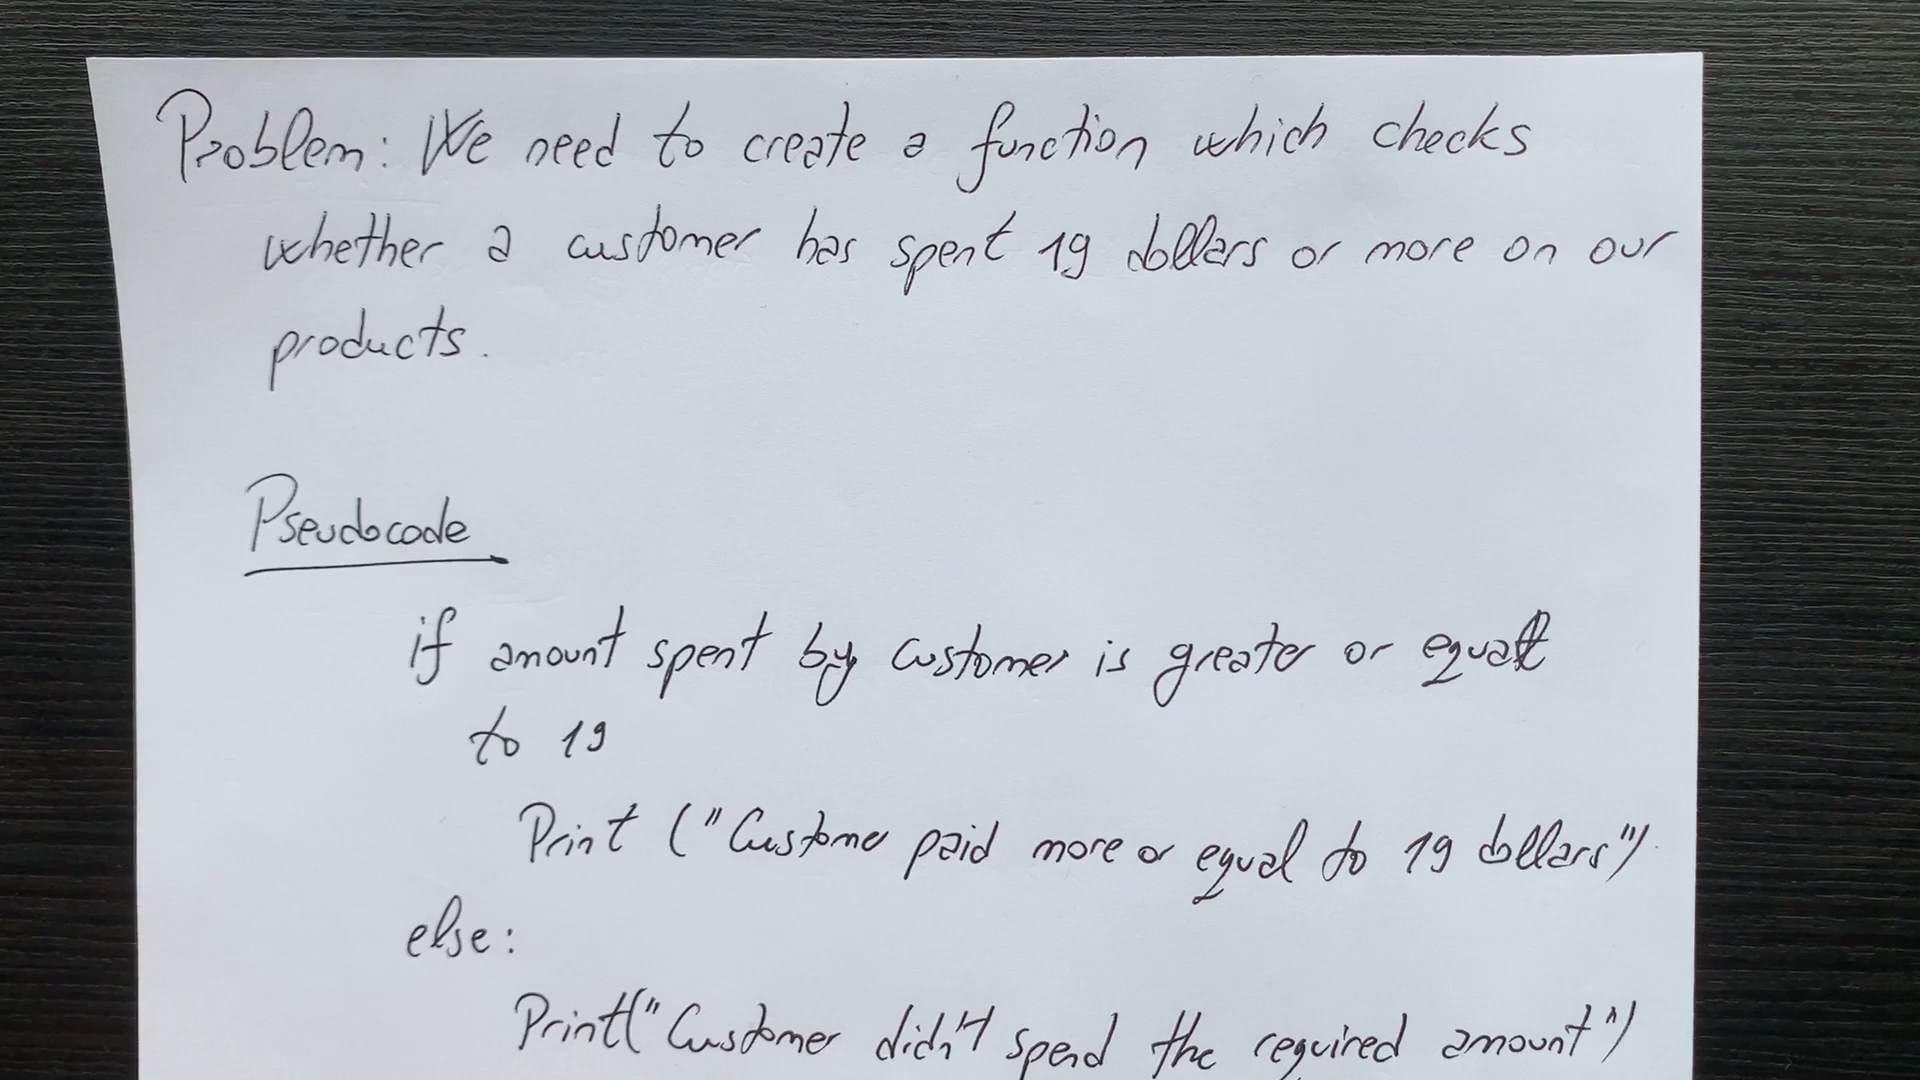 Problem: We need to create a function which checks
whether a customer has spent 19 dollars or more on our
products.
Pseudocode
if amount spent by customer is greater or equal
to 19
Print ("Customer paid more or equal to 19 dollars").
else:
Print("Customer didn't spend the required amount")